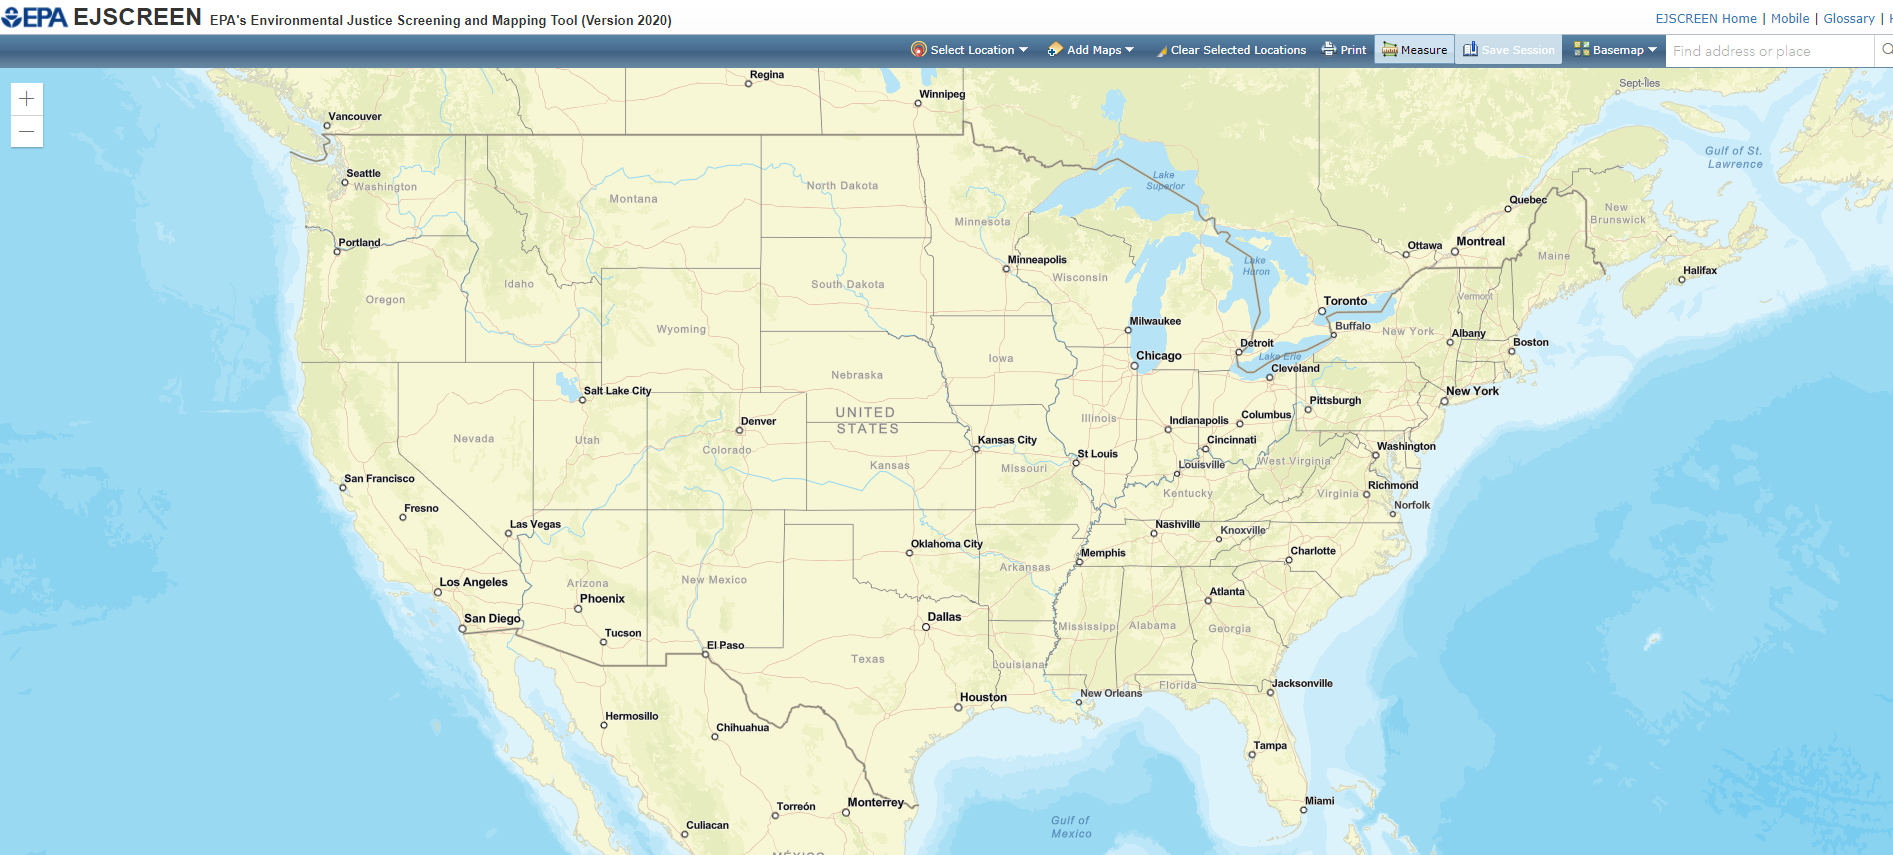 EPA EJSCREEN EPA's Environmental Justice Screening and Mapping Tool (Version 2020)
EJSCREEN Home | Mobile | Glossary |
Select Location Add Maps Clear Selected Locations Print Measure Save Session Basemap Find address or place
+
−
Regina
Winnipeg
Sept-Îles
Vancouver
Gulf of St.
Lawrence
Seattle
Washington
Lake
Superior
North Dakota
Montana
Quebec
New
Brunswick
Minnesota
Portland
Ottawa
Montreal
Maine
Minneapolis
Wisconsin
Lake
Huron
Halifax
Idaho
South Dakota
Oregon
Vermont
Toronto
Wyoming
Milwaukee
Buffalo
New York
Albany
Boston
Detroit
Chicago
Lake Erie
Iowa
Cleveland
Nebraska
Salt Lake City
New York
Pittsburgh
UNITED
STATES
Denver
Illinois
Indianapolis
Columbus
Nevada
Utah
Colorado
Kansas City
Cincinnati
Washington
St Louis
Kansas
Missouri
Louisville
West Virginia
San Francisco
Kentucky
Virginia
Richmond
Fresno
Norfolk
Las Vegas
Nashville
Knoxville
Oklahoma City
Memphis
Charlotte
Arkansas
Los Angeles
Arizona
New Mexico
Phoenix
Atlanta
San Diego
Dallas
Mississippi
Alabama
Georgia
Tucson
El Paso
Texas
Louisiana
Houston
New Orleans
Florida
Jacksonville
Hermosillo
Chihuahua
Tampa
Torreón
Monterrey
Miami
Culiacan
Gulf of
Mexico
MÉXICO